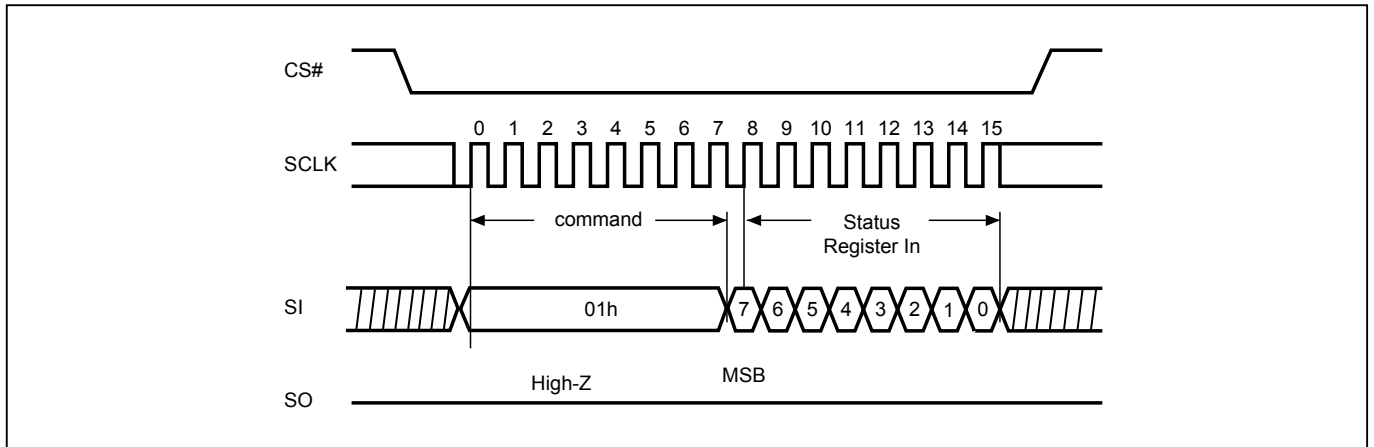 CS#
0 1 2 3 4 5 6 7 8 9 10 11 12 13 14 15
SCLK
command
Status
Register In
SI
01h
7 6 5 4 3 2 1 0
High-Z
MSB
SO